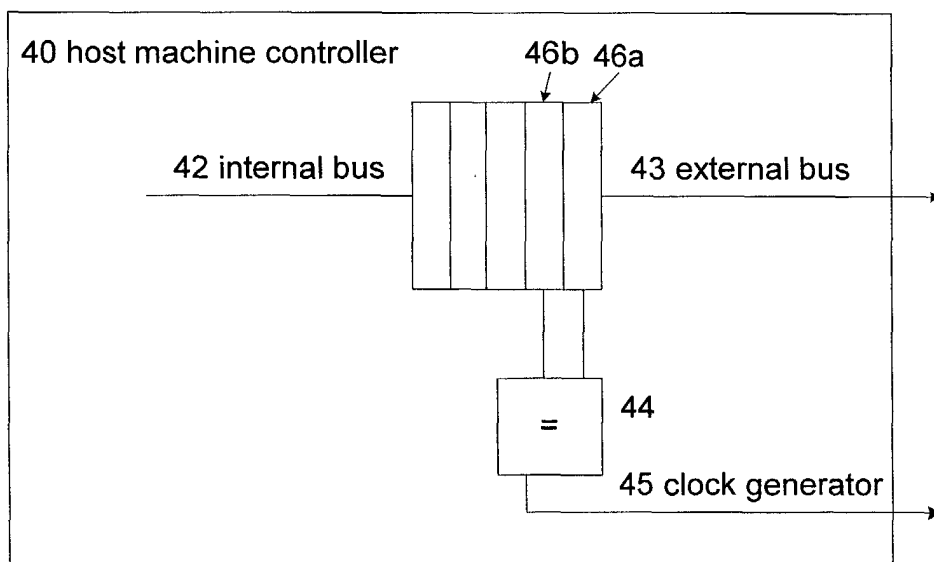 40 host machine controller
46b 46a
42 internal bus
43 external bus
=
44
45 clock generator